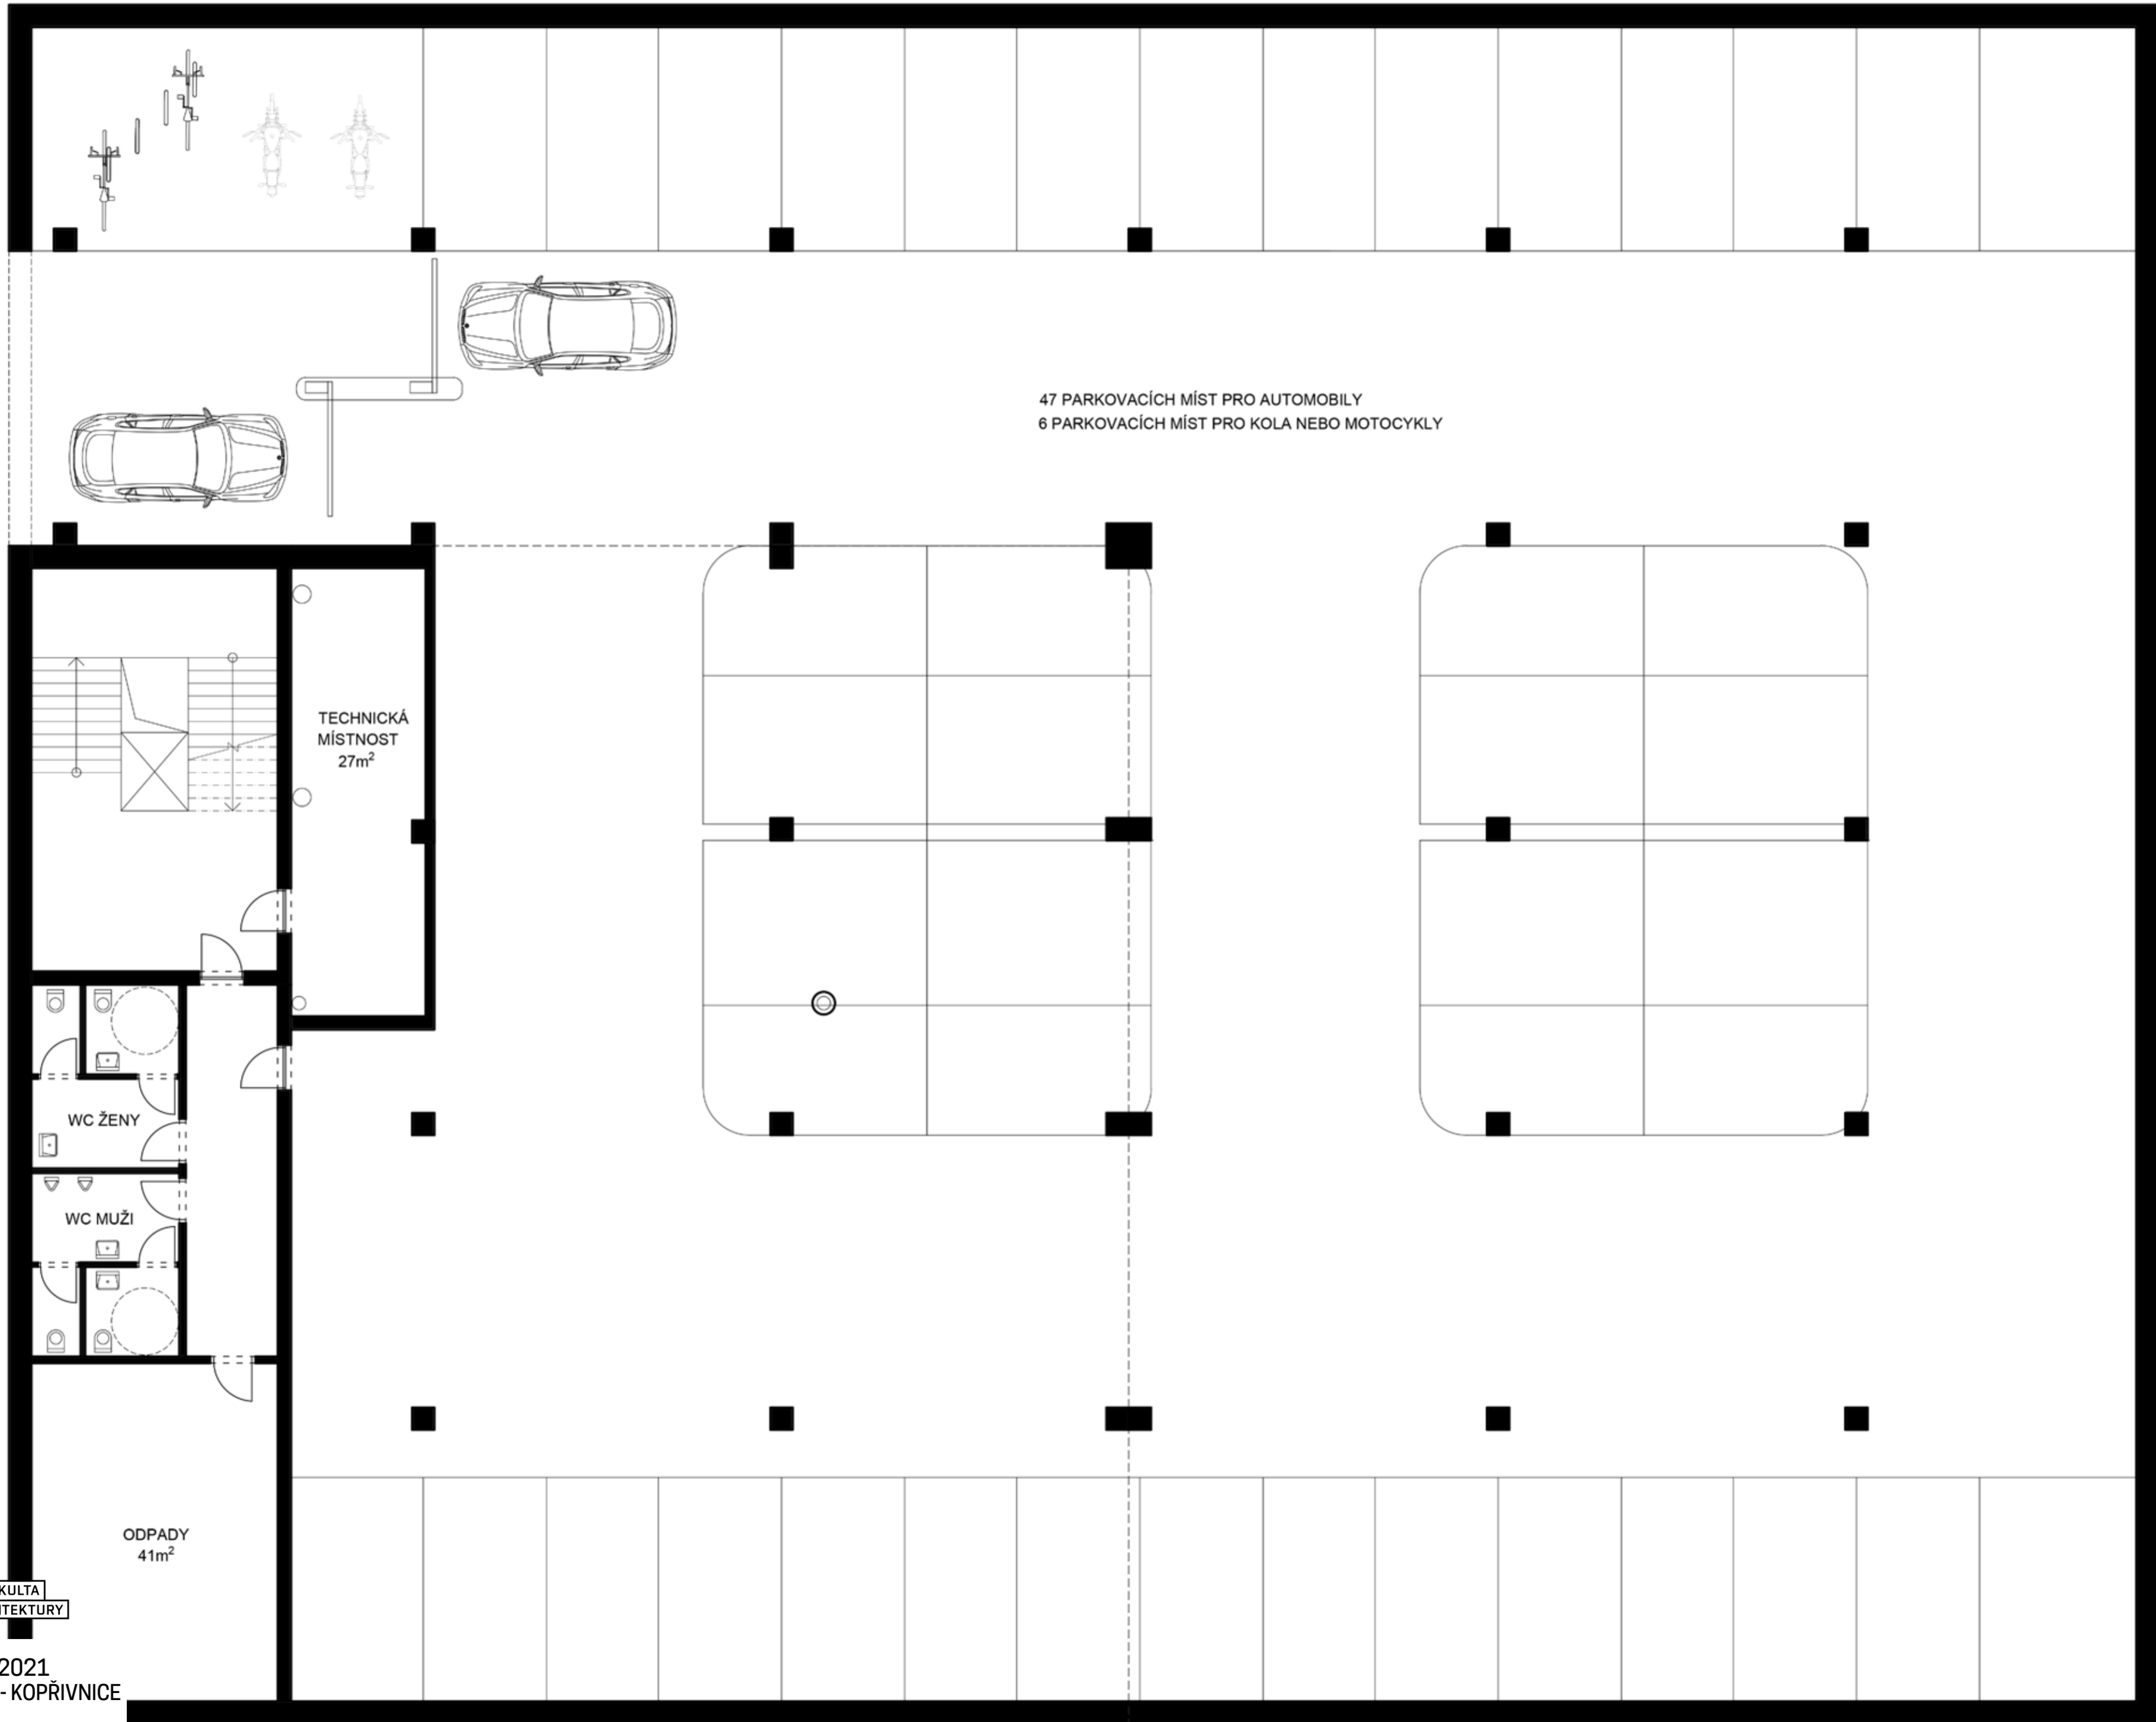 47 PARKOVACÍCH MÍST PRO AUTOMOBILY
6 PARKOVACÍCH MÍST PRO KOLA NEBO MOTOCYKLY
TECHNICKÁ
MÍSTNOST
27m²
WC ŽENY
WC MUŽI
ODPADY
41m²
KULTA
ITEKTURY
2021
- KOPŘIVNICE